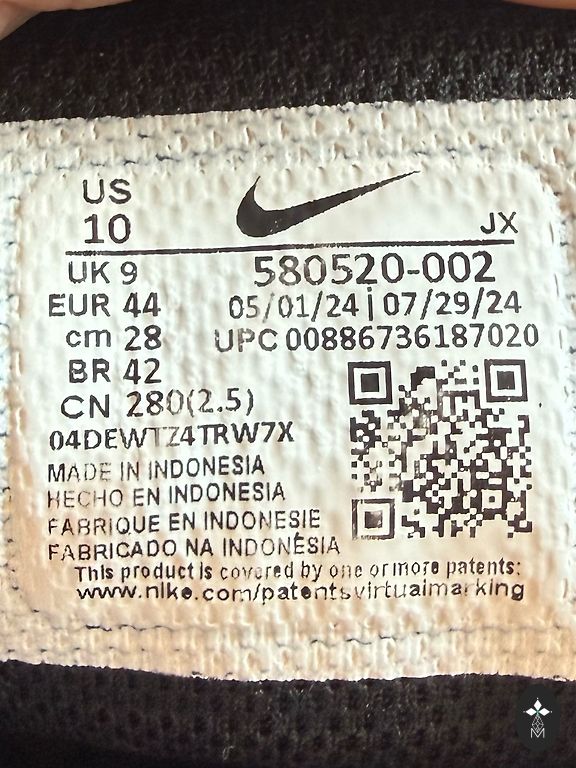 US
10
JX
UK 9
580520-002
EUR 44
05/01/24 | 07/29/24
cm 28
UPC 00886736187020
BR 42
CN 280(2.5)
04DEWTZ4TRW7X
MADE IN INDONESIA
HECHO EN INDONESIA
FABRIQUE EN INDONESIE
FABRICADO NA INDONÉSIA
This product is covered by one or more patents:
www.nike.com/patentsvirtualmarking
M